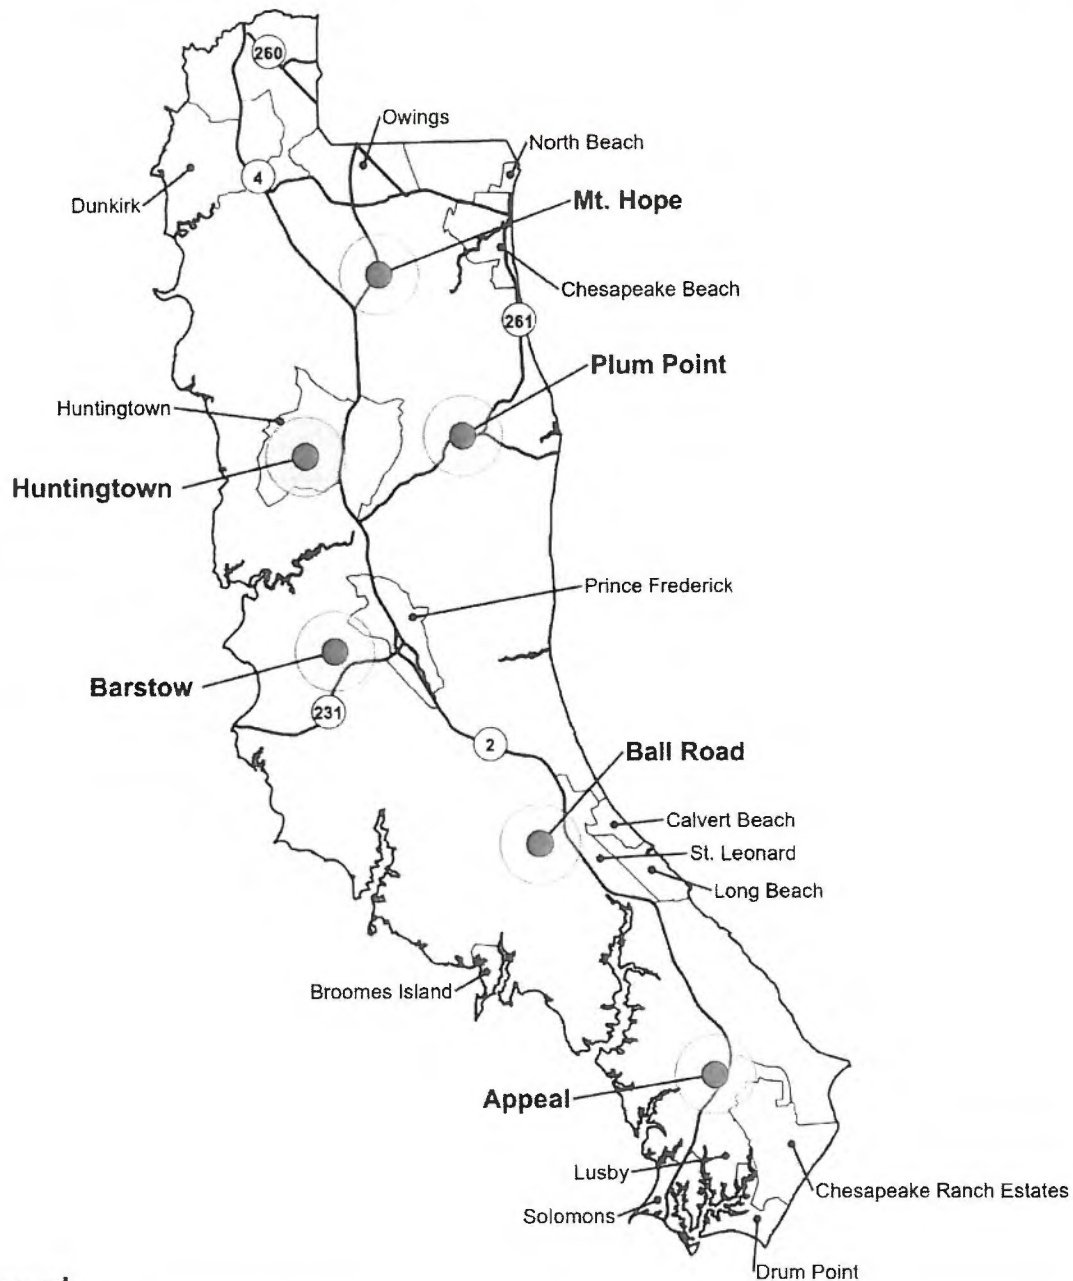 260
Owings
North Beach
4
Mt. Hope
Dunkirk
Chesapeake Beach
261
Plum Point
Huntingtown
Huntingtown
Prince Frederick
Barstow
231
2
Ball Road
Calvert Beach
St. Leonard
Long Beach
Broomes Island
Appeal
Lusby
Chesapeake Ranch Estates
Solomons
Drum Point